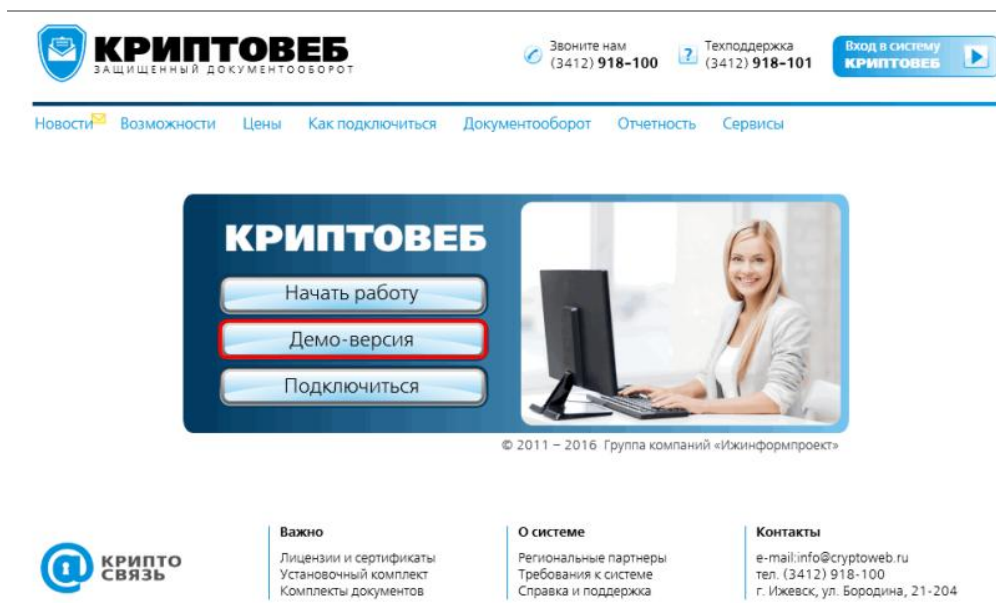 КРИПТОВЕБ
ЗАЩИЩЕННЫЙ ДОКУМЕНТООБОРОТ
Звоните нам
(3412) 918-100
?
Техподдержка
(3412) 918-101
Вход в систему
КРИПТОВЕБ
Новости Возможности Цены Как подключиться Документооборот Отчетность Сервисы
КРИПТОВЕБ
Начать работу
Демо-версия
Подключиться
© 2011 – 2016 Группа компаний «Ижинформпроект»
КРИПТО
СВЯЗЬ
Важно
Лицензии и сертификаты
Установочный комплект
Комплекты документов
О системе
Региональные партнеры
Требования к системе
Справка и поддержка
Контакты
e-mail:info@cryptoweb.ru
тел. (3412) 918-100
г. Ижевск, ул. Бородина, 21-204